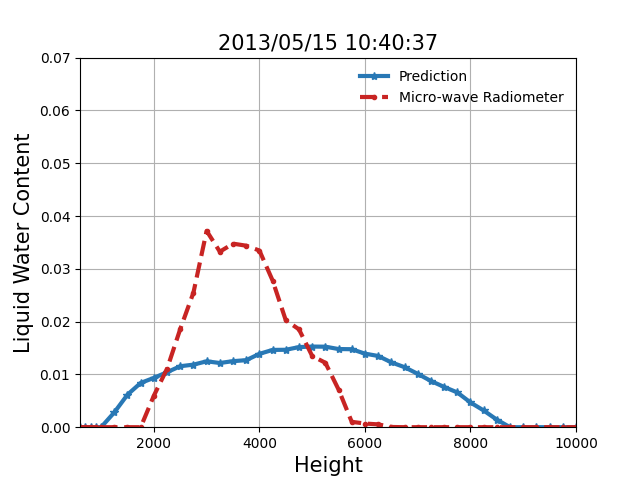 2013/05/15 10:40:37
0.07
0.06
0.05
0.04
0.03
0.02
0.01
0.00
Liquid Water Content
Prediction
Micro-wave Radiometer
2000 4000 6000 8000 10000
Height